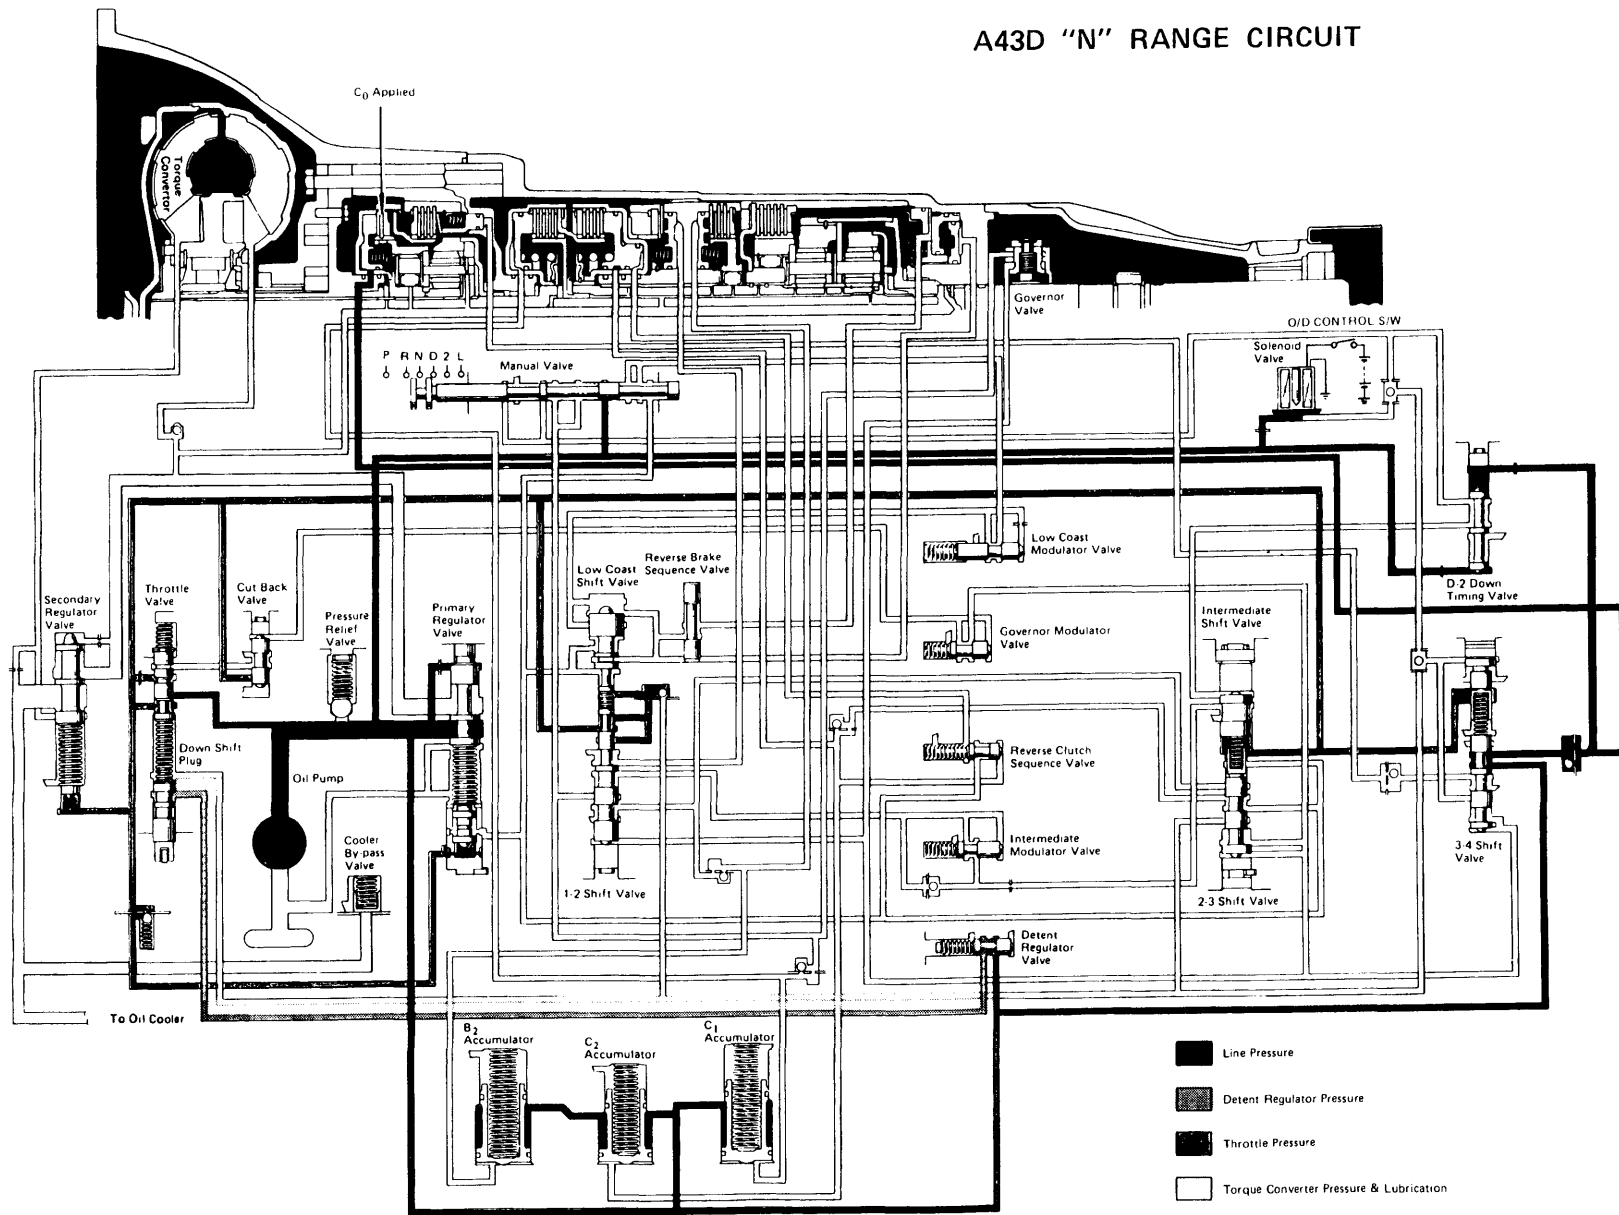 A43D "N" RANGE CIRCUIT
C0 Applied
Torque
Convertor
Governor
Valve
O/D CONTROL S/W
Solenoid
Valve
P R N D 2 L
Manual Valve
Low Coast
Modulator Valve
Reverse Brake
Sequence Valve
Low Coast
Shift Valve
D-2 Down
Timing Valve
Secondary
Regulator
Valve
Throttle
Valve
Cut Back
Valve
Pressure
Relief
Valve
Primary
Regulator
Valve
Governor Modulator
Valve
Intermediate
Shift Valve
Down Shift
Plug
Oil Pump
Reverse Clutch
Sequence Valve
Cooler
By-pass
Valve
Intermediate
Modulator Valve
3-4 Shift
Valve
1-2 Shift Valve
2-3 Shift Valve
Detent
Regulator
Valve
To Oil Cooler
B2
Accumulator
C2
Accumulator
C1
Accumulator
Line Pressure
Detent Regulator Pressure
Throttle Pressure
Torque Converter Pressure & Lubrication